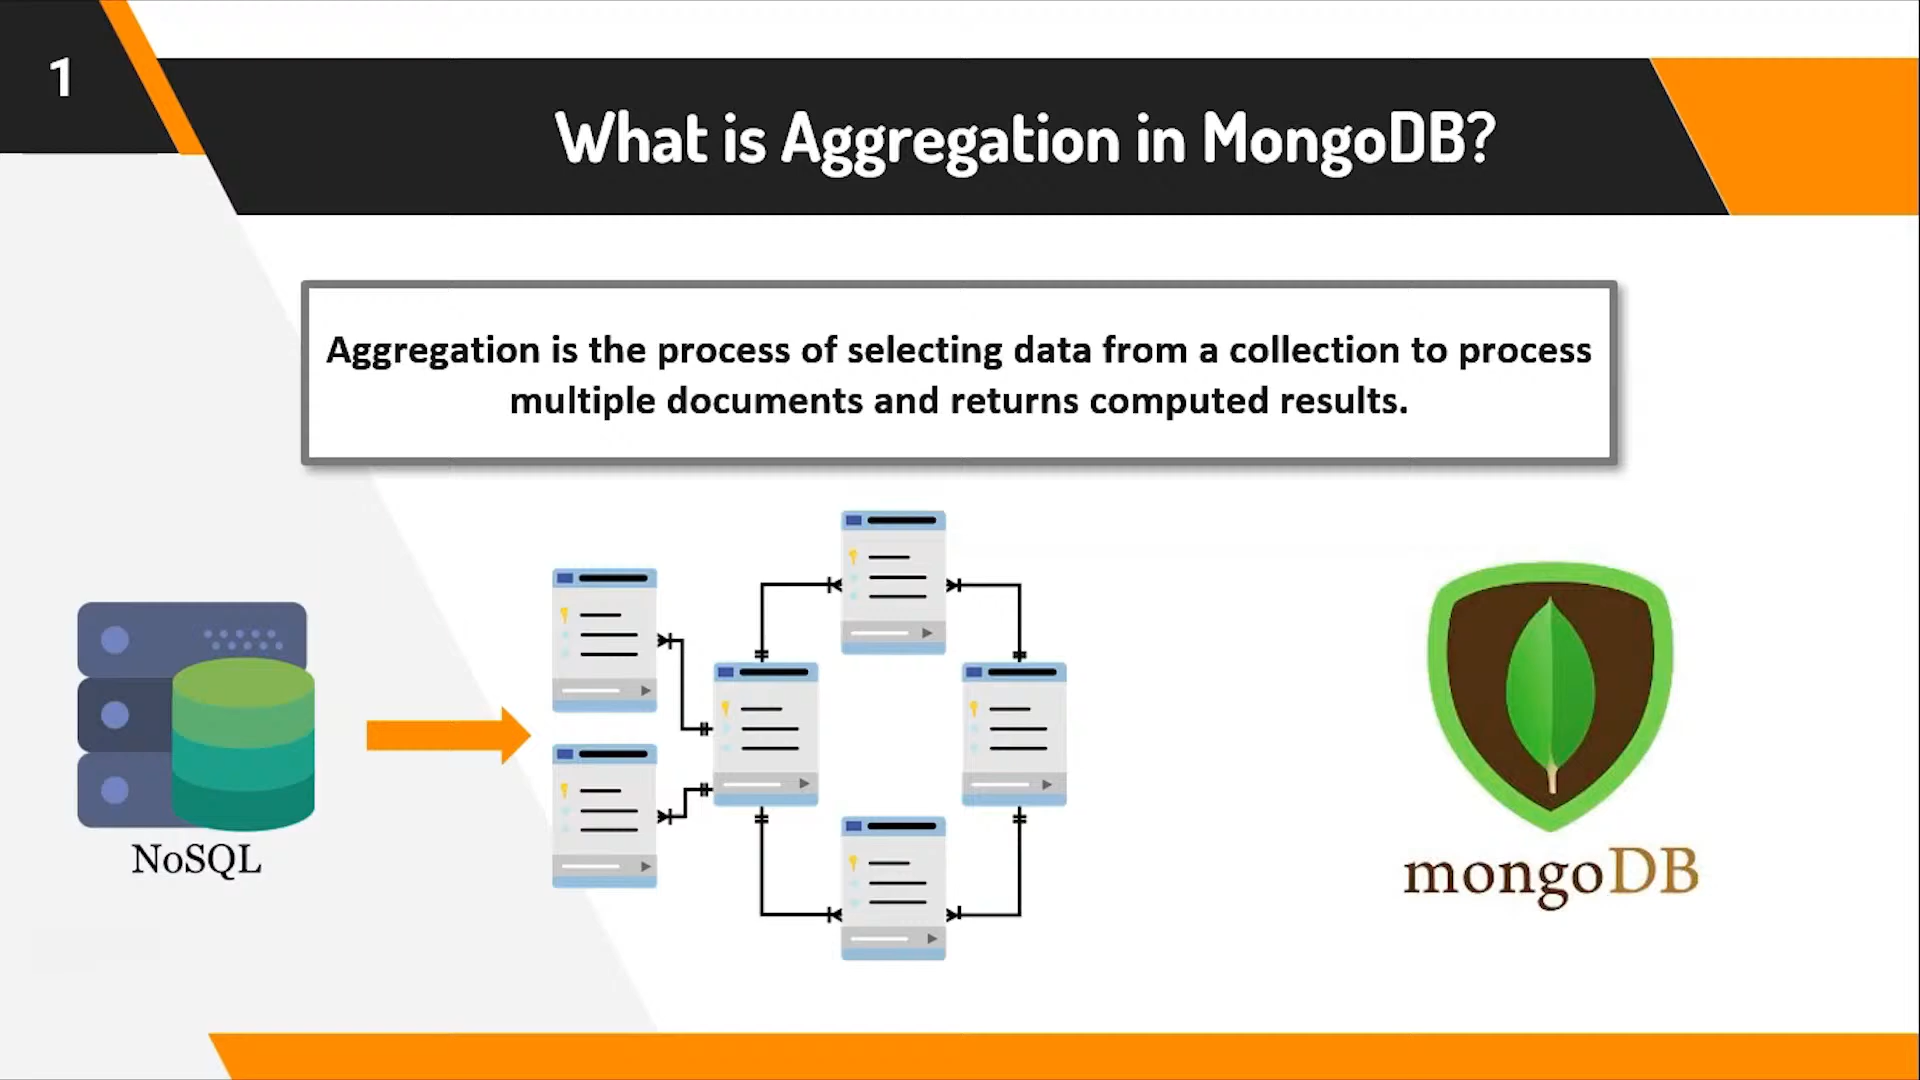 1
What is Aggregation in MongoDB?
Aggregation is the process of selecting data from a collection to process
multiple documents and returns computed results.
NoSQL
mongoDB